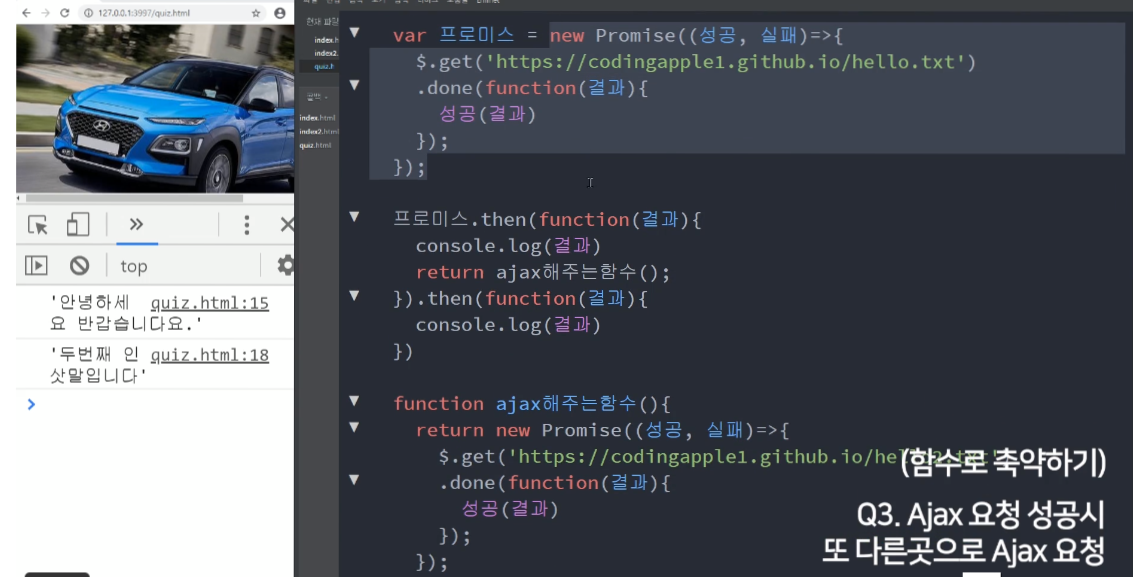 127.0.0.1:3997/quiz.html
top
'안녕하세 quiz.html:15
요 반갑습니다요.'
'두번째 인 quiz.html:18
삿말입니다'
현재 파일
index.h
index2.
quiz.h
index.html
index2.html
quiz.html
var 프로미스 = new Promise((성공, 실패)=>{
$.get('https://codingapple1.github.io/hello.txt')
.done(function(결과){
성공(결과)
});
});
프로미스.then(function(결과){
console.log(결과)
return ajax해주는함수();
}).then(function(결과){
console.log(결과)
})
function ajax해주는함수(){
return new Promise((성공, 실패)=>{
$.get('https://codingapple1.github.io/he
.done(function(결과){
성공(결과)
});
});
(함수로 축약하기)
Q3. Ajax 요청 성공시
또 다른곳으로 Ajax 요청